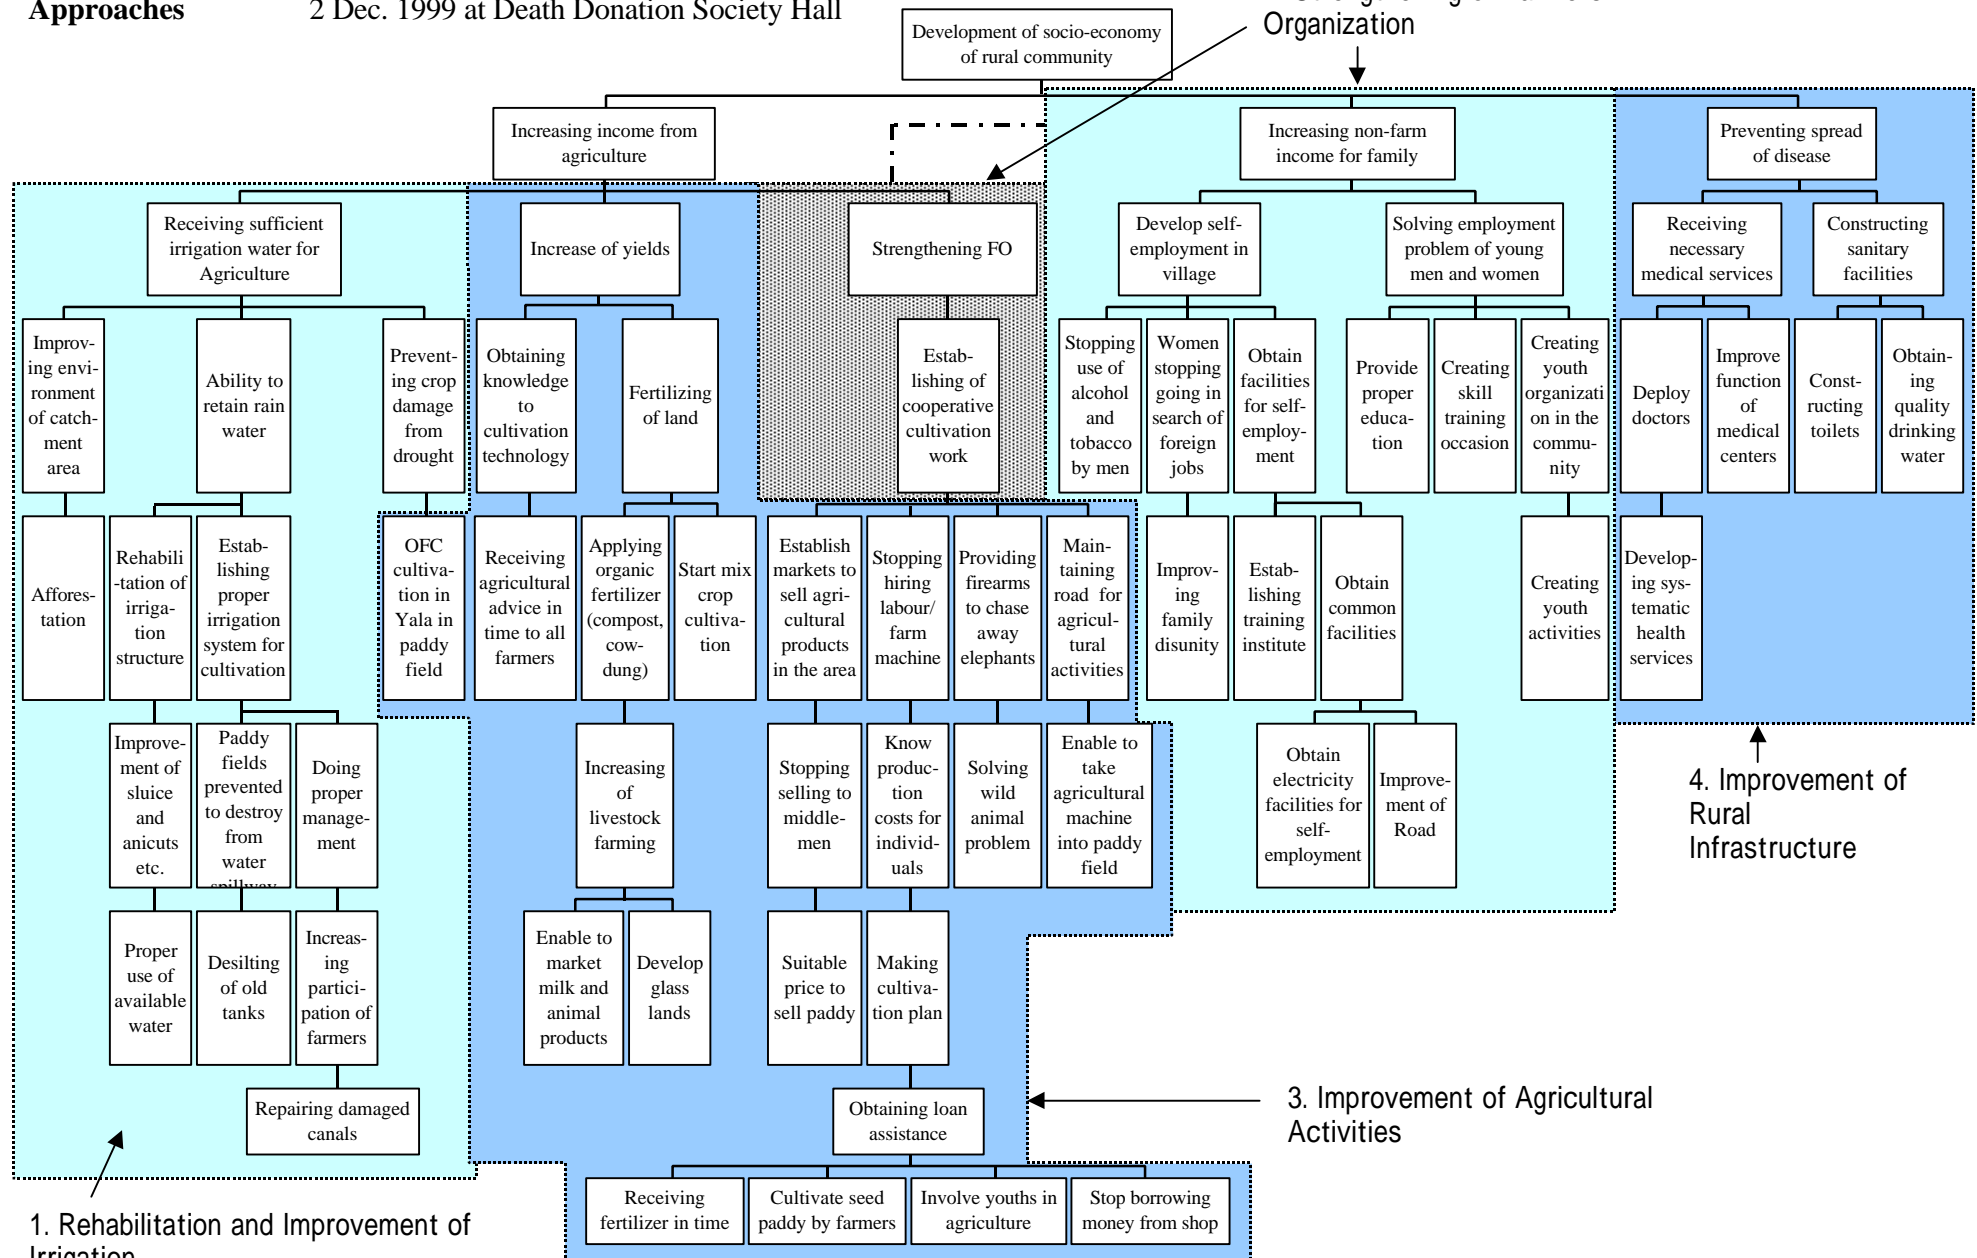 Approaches 2 Dec. 1999 at Death Donation Society Hall
Organization
Development of socio-economy
of rural community
Increasing income from
agriculture
Increasing non-farm
income for family
Preventing spread
of disease
Receiving sufficient
irrigation water for
Agriculture
Increase of yields
Strengthening FO
Develop self-
employment in
village
Solving employment
problem of young
men and women
Receiving
necessary
medical services
Constructing
sanitary
facilities
Improv-
ing envi-
ronment
of catch-
ment
area
Ability to
retain rain
water
Prevent-
ing crop
damage
from
drought
Obtaining
knowledge
to
cultivation
technology
Fertilizing
of land
Estab-
lishing of
cooperative
cultivation
work
Stopping
use of
alcohol
and
tobacco
by men
Women
stopping
going in
search of
foreign
jobs
Obtain
facilities
for self-
employ-
ment
Provide
proper
educa-
tion
Creating
skill
training
occasion
Creating
youth
organizati
on in the
commu-
nity
Deploy
doctors
Improve
function
of
medical
centers
Const-
ructing
toilets
Obtain-
ing
quality
drinking
water
Afffores-
tation
Rehabili
-tation of
irriga-
tion
structure
Estab-
lishing
proper
irrigation
system for
cultivation
OFC
cultiva-
tion in
Yala in
paddy
field
Receiving
agricultural
advice in
time to all
farmers
Applying
organic
fertilizer
(compost,
cow-
dung)
Start mix
crop
cultiva-
tion
Establish
markets to
sell agri-
cultural
products
in the area
Stopping
hiring
labour/
farm
machine
Providing
firearms
to chase
away
elephants
Main-
taining
road for
agricul-
tural
activities
Improv-
ing
family
disunity
Estab-
lishing
training
institute
Obtain
common
facilities
Creating
youth
activities
Develop-
ing sys-
tematic
health
services
Improve-
ment of
sluice
and
anicuts
etc.
Paddy
fields
prevented
to destroy
from
water
spillway
Doing
proper
manage-
ment
Increasing
of
livestock
farming
Stopping
selling to
middle-
men
Know
produc-
tion
costs for
individ-
uals
Solving
wild
animal
problem
Enable to
take
agricultural
machine
into paddy
field
Obtain
electricity
facilities for
self-
employment
Improve-
ment of
Road
4. Improvement of
Rural
Infrastructure
Proper
use of
available
water
Desilting
of old
tanks
Increas-
ing
partici-
pation of
farmers
Enable to
market
milk and
animal
products
Develop
glass
lands
Suitable
price to
sell paddy
Making
cultiva-
tion plan
Repairing damaged
canals
Obtaining loan
assistance
3. Improvement of Agricultural
Activities
Receiving
fertilizer in time
Cultivate seed
paddy by farmers
Involve youths in
agriculture
Stop borrowing
money from shop
1. Rehabilitation and Improvement of
Irrigation